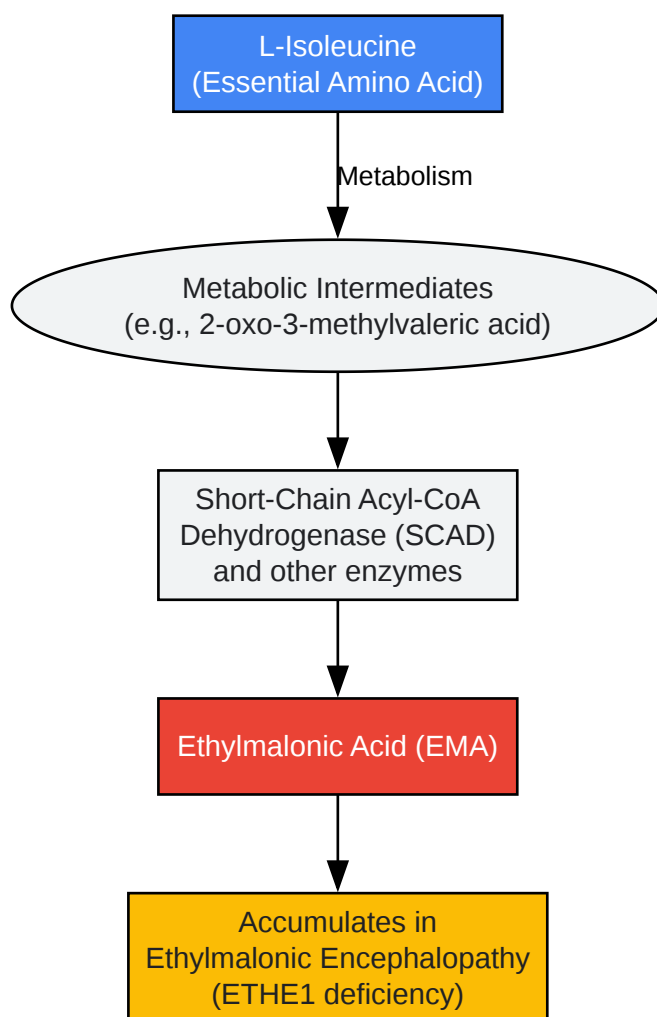 L-Isoleucine
(Essential Amino Acid)
Metabolism
Metabolic Intermediates
(e.g., 2-oxo-3-methylvaleric acid)
Short-Chain Acyl-CoA
Dehydrogenase (SCAD)
and other enzymes
Ethylmalonic Acid (EMA)
Accumulates in
Ethylmalonic Encephalopathy
(ETHE1 deficiency)